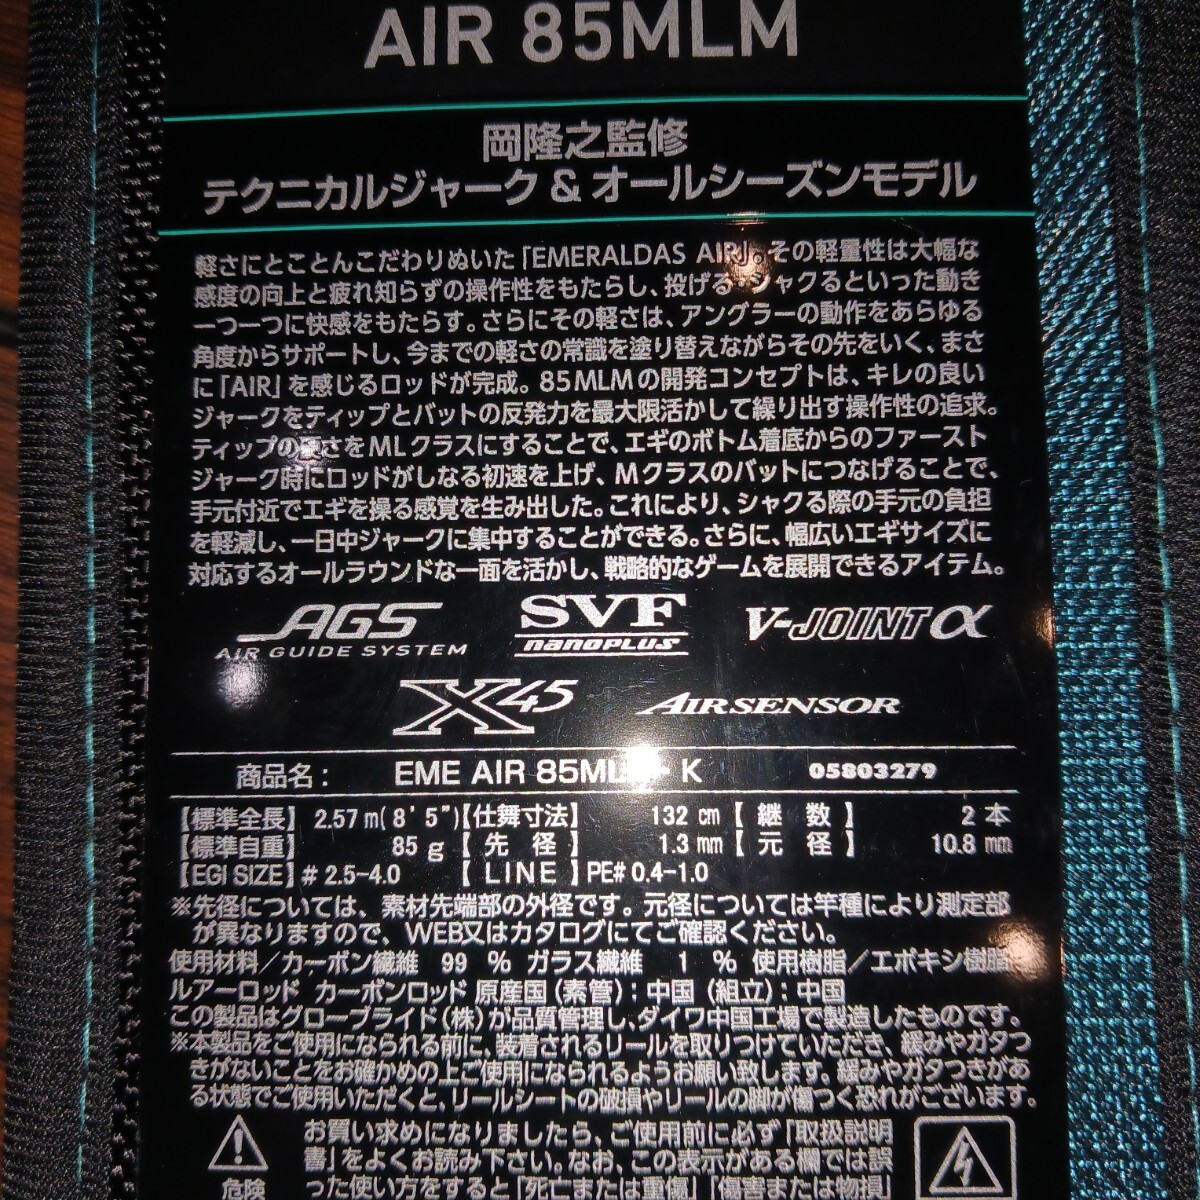 AIR 85MLM
岡隆之監修
テクニカルジャーク & オールシーズンモデル
軽さにとことんこだわりぬいた「EMERALDAS AIR」。その軽量性は大幅な
感度の向上と疲れ知らずの操作性をもたらし、投げる・シャクるといった動き
一つ一つに快感をもたらす。さらにその軽さは、アングラーの動作をあらゆる
角度からサポートし、今までの軽さの常識を塗り替えながらその先をいく、まさ
に「AIR」を感じるロッドが完成。85MLMの開発コンセプトは、キレの良い
ジャークをティップとバットの反発力を最大限活かして繰り出す操作性の追求。
ティップの硬さをMLクラスにすることで、エギのボトム着底からのファースト
ジャーク時にロッドがしなる初速を上げ、Mクラスのバットにつなげることで、
手元付近でエギを操る感覚を生み出した。これにより、シャクる際の手元の負担
を軽減し、一日中ジャークに集中することができる。さらに、幅広いエギサイズに
対応するオールラウンドな一面を活かし、戦略的なゲームを展開できるアイテム。
AGS AIR GUIDE SYSTEM SVF nanoplus V-JOINT α
X45 AIRSENSOR
商品名： EME AIR 85MLM・K 05803279
【標準全長】 2.57 m(8'5")【仕舞寸法】 132 cm【継数】 2 本
【標準自重】 85 g【先径】 1.3 mm【元径】 10.8 mm
【EGI SIZE】# 2.5-4.0 【LINE】PE# 0.4-1.0
※先径については、素材先端部の外径です。元径については竿種により測定部
が異なりますので、WEB又はカタログにてご確認ください。
使用材料／カーボン繊維 99 % ガラス繊維 1 % 使用樹脂／エポキシ樹脂
ルアーロッド カーボンロッド 原産国（素管）：中国（組立）：中国
この製品はグローブライド（株）が品質管理し、ダイワ中国工場で製造したものです。
※本製品をご使用になられる前に、装着されるリールを取りつけていただき、緩みやガタつ
きがないことをお確かめの上ご使用になられるようお願い致します。緩みやガタつきがあ
る状態でご使用いただくと、リールシートの破損やリールの脚が傷つく恐れがございます。
お買い求めになりましたら、ご使用前に必ず「取扱説明
書」をよくお読み下さい。なお、この表示がある欄では誤
危険 った使い方をすると「死亡または重傷」「傷害または物損」